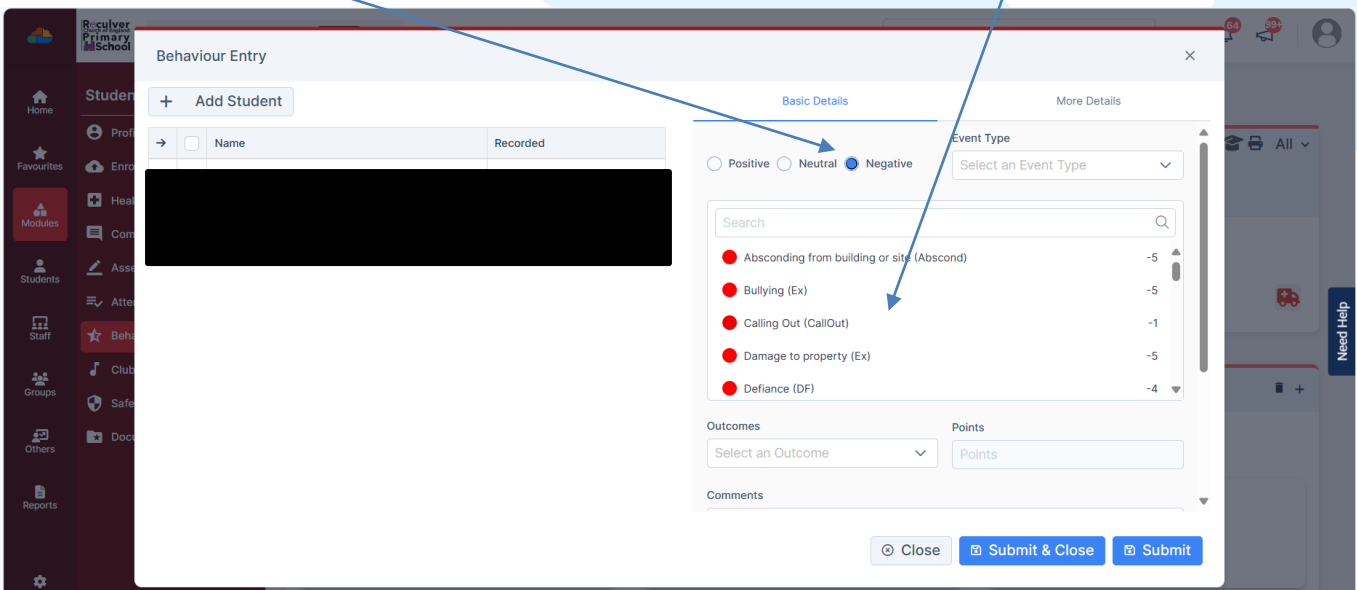 Reculver
Church of England
Primary
School
64
99+
Behaviour Entry
Home
Favourites
Modules
Students
Staff
Groups
Others
Reports
Studen
Profi
Enro
Heal
Com
Asse
Atte
Beha
Club
Safe
Docu
+ Add Student
Name Recorded
Basic Details More Details
Positive Neutral Negative
Event Type
Select an Event Type
Search
Absconding from building or site (Abscond) -5
Bullying (Ex) -5
Calling Out (CallOut) -1
Damage to property (Ex) -5
Defiance (DF) -4
Outcomes Points
Select an Outcome Points
Comments
Close Submit & Close Submit
All
Need Help